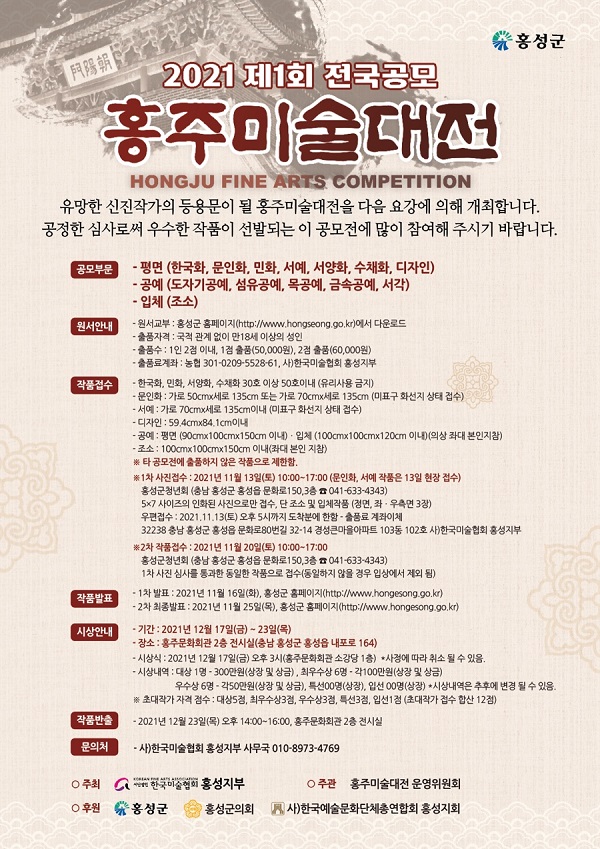 門陽朝
홍성군
2021 제1회 전국공모
홍주미술대전
HONGJU FINE ARTS COMPETITION
유망한 신진작가의 등용문이 될 홍주미술대전을 다음 요강에 의해 개최합니다.
공정한 심사로써 우수한 작품이 선발되는 이 공모전에 많이 참여해 주시기 바랍니다.
공모부문
- 평면 (한국화, 문인화, 민화, 서예, 서양화, 수채화, 디자인)
- 공예 (도자기공예, 섬유공예, 목공예, 금속공예, 서각)
- 입체 (조소)
원서안내
- 원서교부 : 홍성군 홈페이지(http://www.hongseong.go.kr)에서 다운로드
- 출품자격 : 국적 관계 없이 만18세 이상의 성인
- 출품수 : 1인 2점 이내, 1점 출품(50,000원), 2점 출품(60,000원)
- 출품료계좌 : 농협 301-0209-5528-61, 사)한국미술협회 홍성지부
작품접수
- 한국화, 민화, 서양화, 수채화 30호 이상 50호이내 (유리사용 금지)
- 문인화 : 가로 50cmx세로 135cm 또는 가로 70cmx세로 135cm (미표구 화선지 상태 접수)
- 서예 : 가로 70cmx세로 135cm이내 (미표구 화선지 상태 접수)
- 디자인 : 59.4cmx84.1cm이내
- 공예 : 평면 (90cmx100cmx150cm 이내) · 입체 (100cmx100cmx120cm 이내)(의상 좌대 본인지참)
- 조소 : 100cmx100cmx150cm이내(좌대 본인 지참)
※ 타 공모전에 출품하지 않은 작품으로 제한함.
※1차 사진접수 : 2021년 11월 13일(토) 10:00~17:00 (문인화, 서예 작품은 13일 현장 접수)
홍성군청년회 (충남 홍성군 홍성읍 문화로150,3층 ☎ 041-633-4343)
5×7 사이즈의 인화된 사진으로만 접수, 단 조소 및 입체작품 (정면, 좌 · 우측면 3장)
우편접수 : 2021.11.13(토) 오후 5시까지 도착분에 한함 - 출품료 계좌이체
32238 충남 홍성군 홍성읍 문화로80번길 32-14 경성큰마을아파트 103동 102호 사)한국미술협회 홍성지부
※2차 작품접수 : 2021년 11월 20일(토) 10:00~17:00
홍성군청년회 (충남 홍성군 홍성읍 문화로150,3층 ☎ 041-633-4343)
1차 사진 심사를 통과한 동일한 작품으로 접수(동일하지 않을 경우 입상에서 제외 됨)
작품발표
- 1차 발표 : 2021년 11월 16일(화), 홍성군 홈페이지(http://www.hongesong.go.kr)
- 2차 최종발표 : 2021년 11월 25일(목), 홍성군 홈페이지(http://www.hongesong.go.kr)
시상안내
- 기간 : 2021년 12월 17일(금) ~ 23일(목)
- 장소 : 홍주문화회관 2층 전시실(충남 홍성군 홍성읍 내포로 164)
- 시상식 : 2021년 12월 17일(금) 오후 3시(홍주문화회관 소강당 1층) *사정에 따라 취소 될 수 있음.
- 시상내역 : 대상 1명 - 300만원(상장 및 상금) , 최우수상 6명 - 각100만원(상장 및 상금)
우수상 6명 - 각50만원(상장 및 상금), 특선00명(상장), 입선 00명(상장) *시상내역은 추후에 변경 될 수 있음.
※ 초대작가 자격 점수 : 대상5점, 최우수상3점, 우수상3점, 특선3점, 입선1점 (초대작가 점수 합산 12점)
작품반출
- 2021년 12월 23일(목) 오후 14:00~16:00, 홍주문화회관 2층 전시실
문의처
- 사)한국미술협회 홍성지부 사무국 010-8973-4769
○ 주최
KOREAN FINE ARTS ASSOCIATION
사단법인 한국미술협회 홍성지부
○ 주관 홍주미술대전 운영위원회
○ 후원 홍성군 홍성군의회 사)한국예술문화단체총연합회 홍성지회